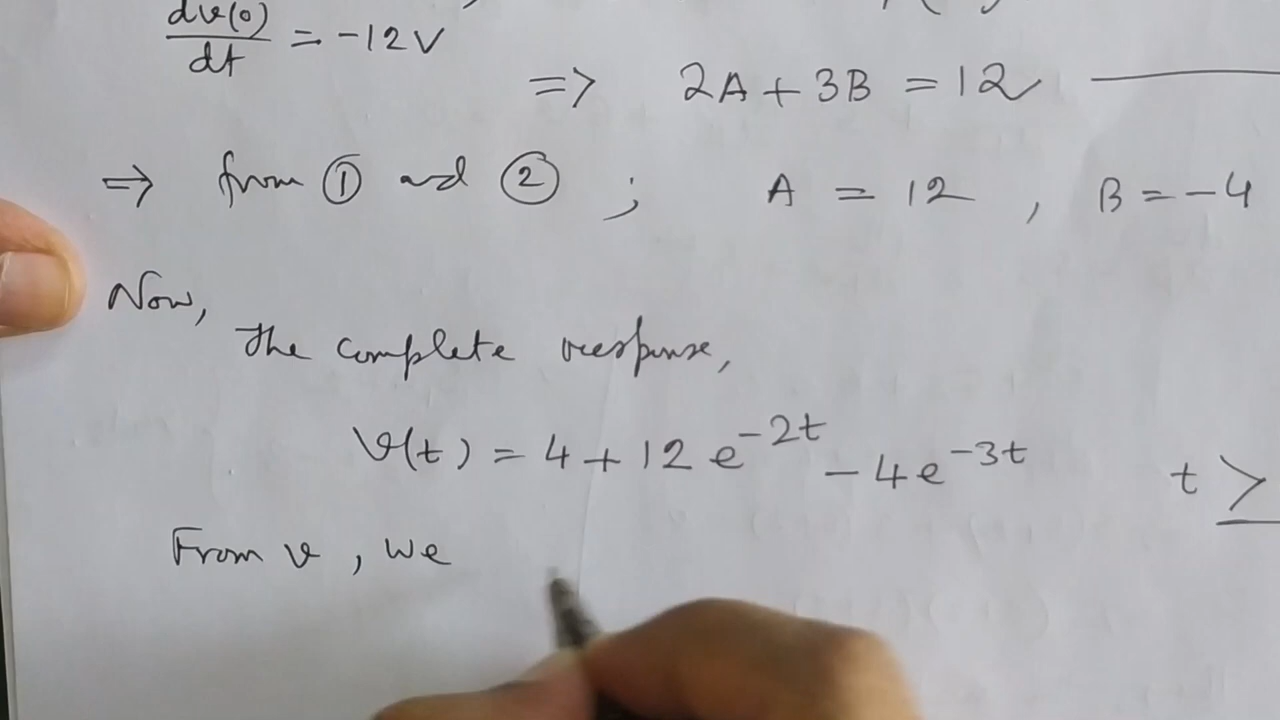 dv(0)/dt = -12V
=> 2A + 3B = 12
=> from ① and ② ; A = 12 , B = -4
Now,
the complete response,
v(t) = 4 + 12 e^{-2t} - 4e^{-3t} t ≥
From v , we